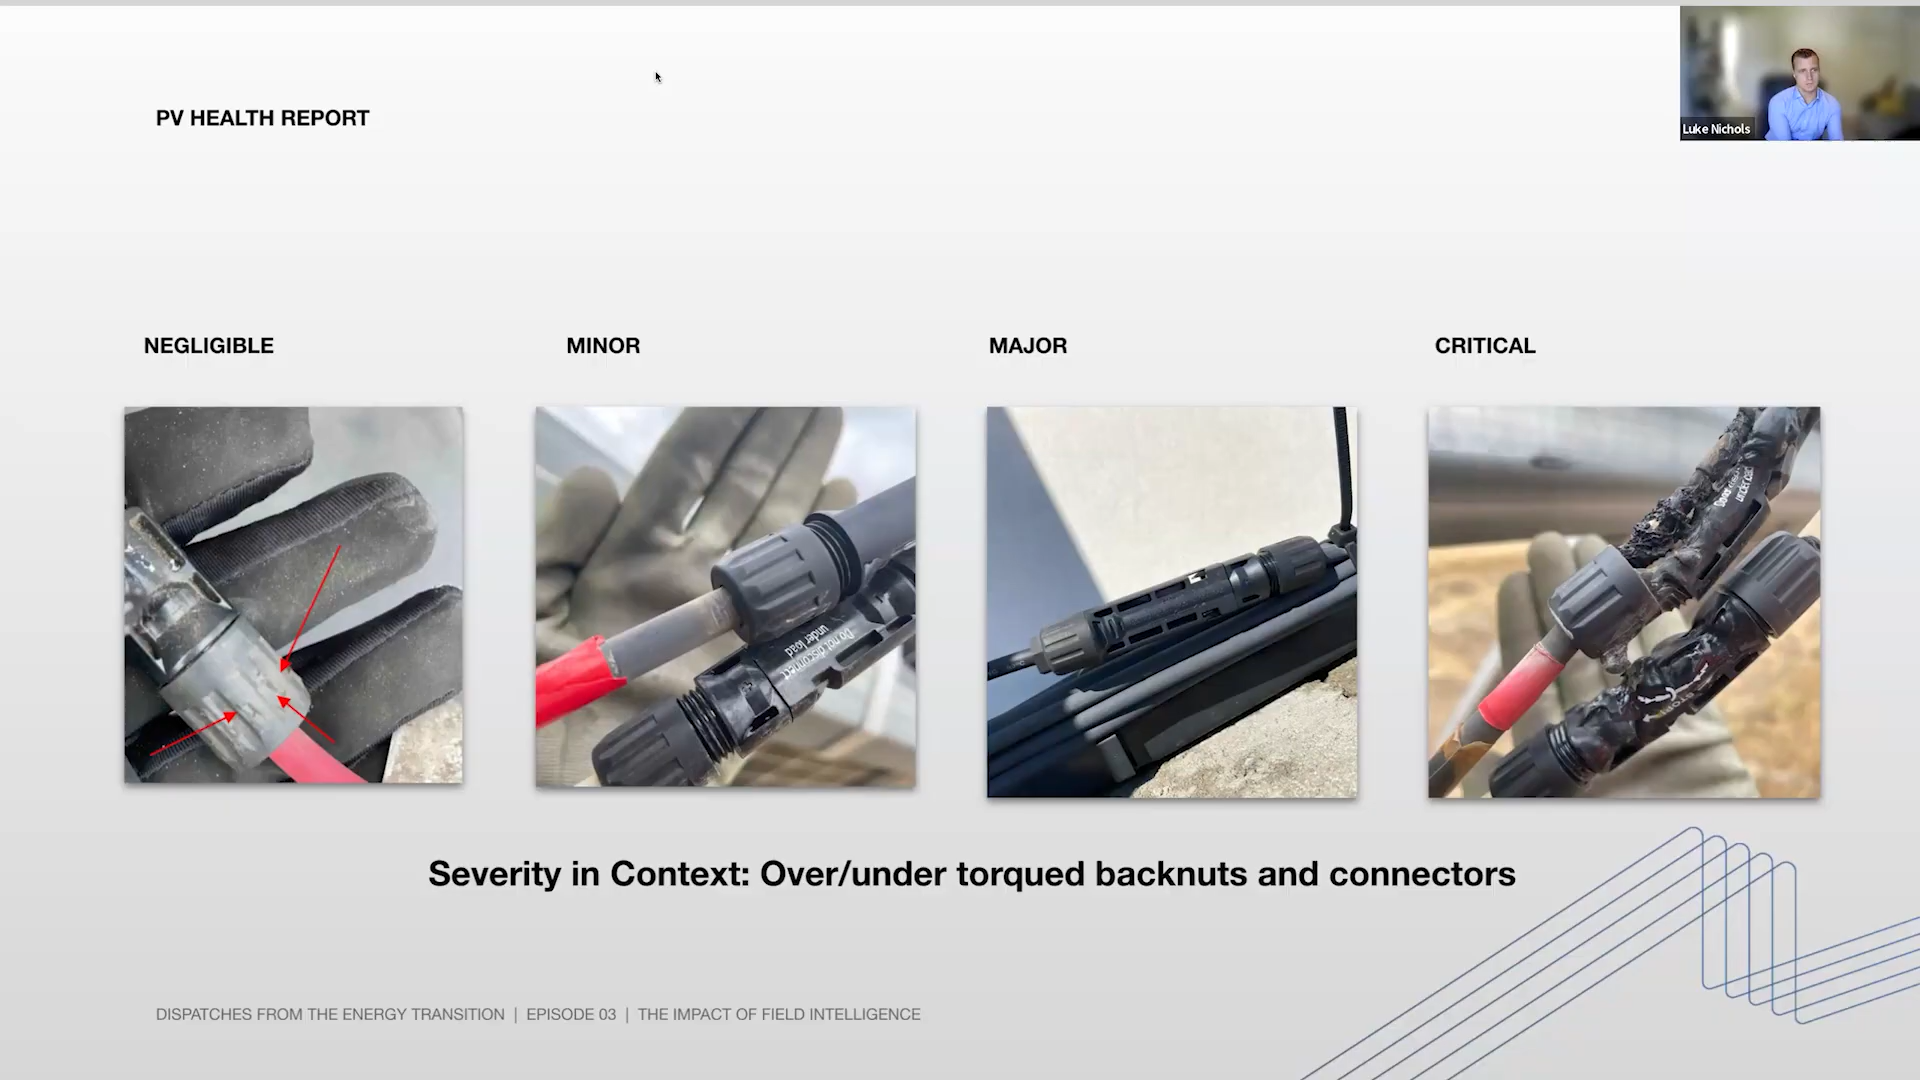 Luke Nichols
PV HEALTH REPORT
NEGLIGIBLE
MINOR
MAJOR
CRITICAL
Do not disconnect
under load
Severity in Context: Over/under torqued backnuts and connectors
DISPATCHES FROM THE ENERGY TRANSITION | EPISODE 03 | THE IMPACT OF FIELD INTELLIGENCE